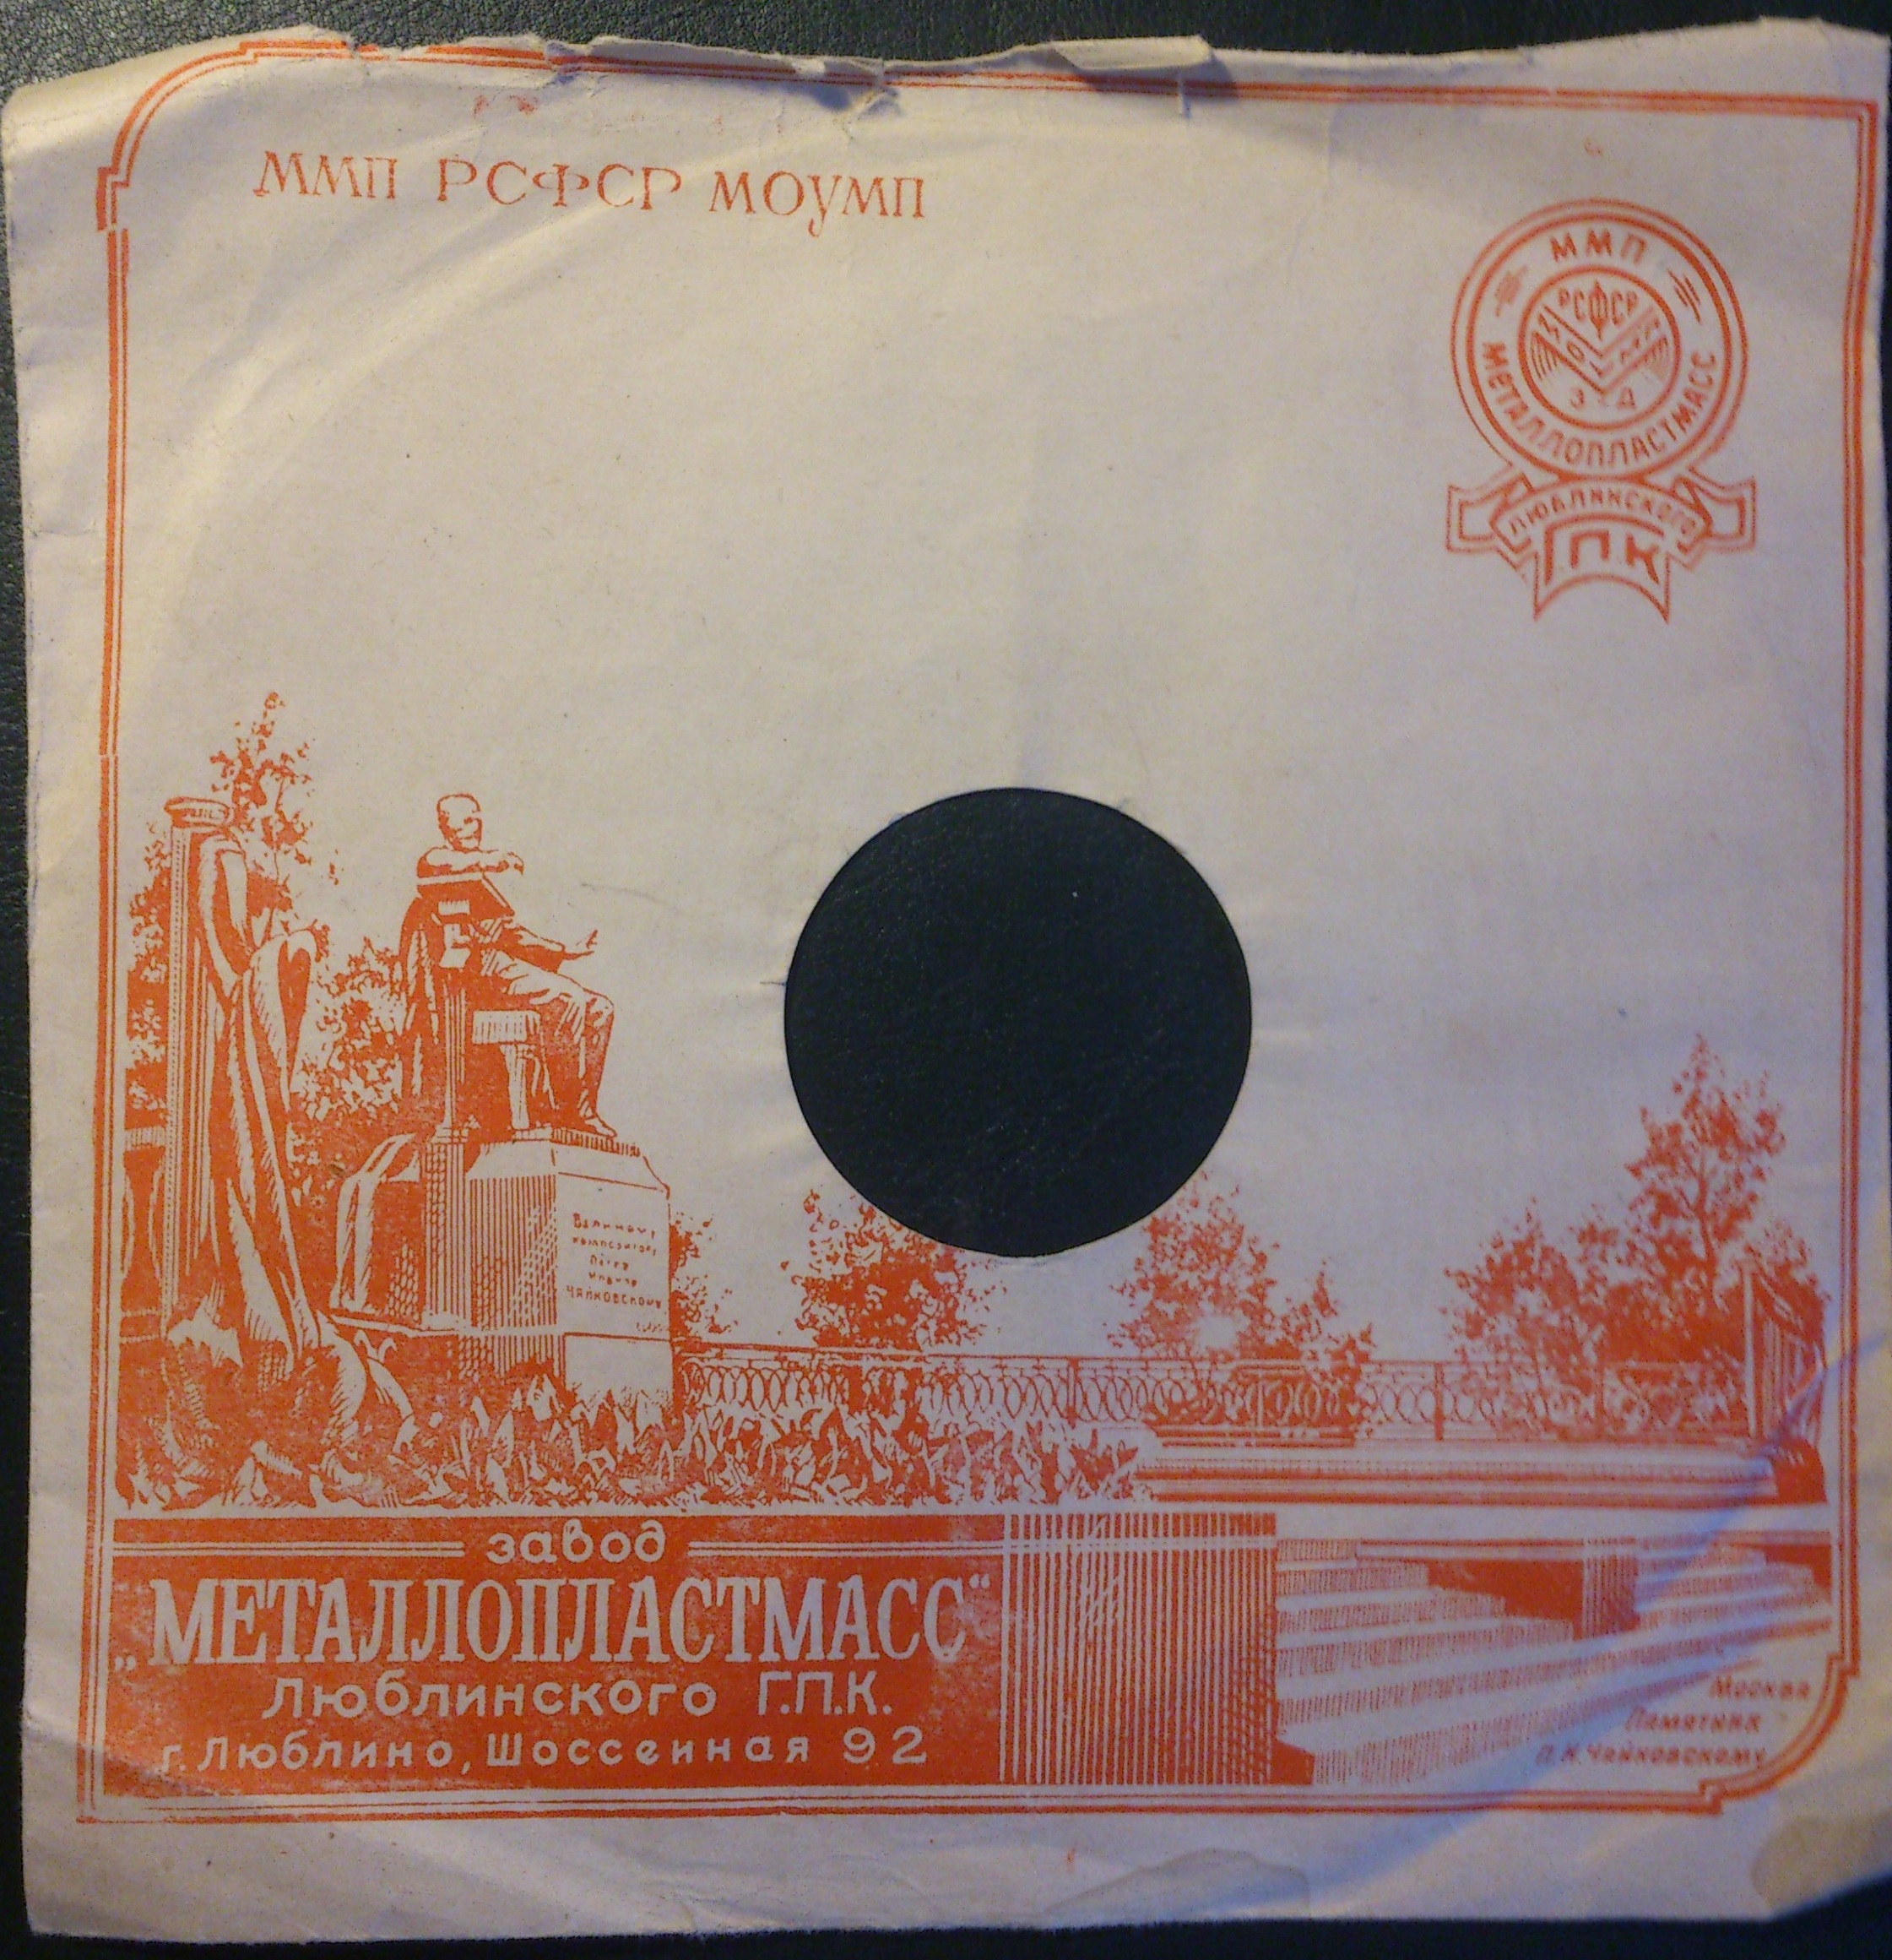 ММП РСФСР МОУМП
ММП
РСФСР
З-Д
МЕТАЛЛОПЛАСТМАСС
ЛЮБЛИНСКОГО
Г.П.К
Великому
композитору
Петру
Ильичу
Чайковскому
завод
„МЕТАЛЛОПЛАСТМАСС“
Люблинского Г.П.К.
г. Люблино, Шоссейная 92
Москва
Памятник
П.И. Чайковскому